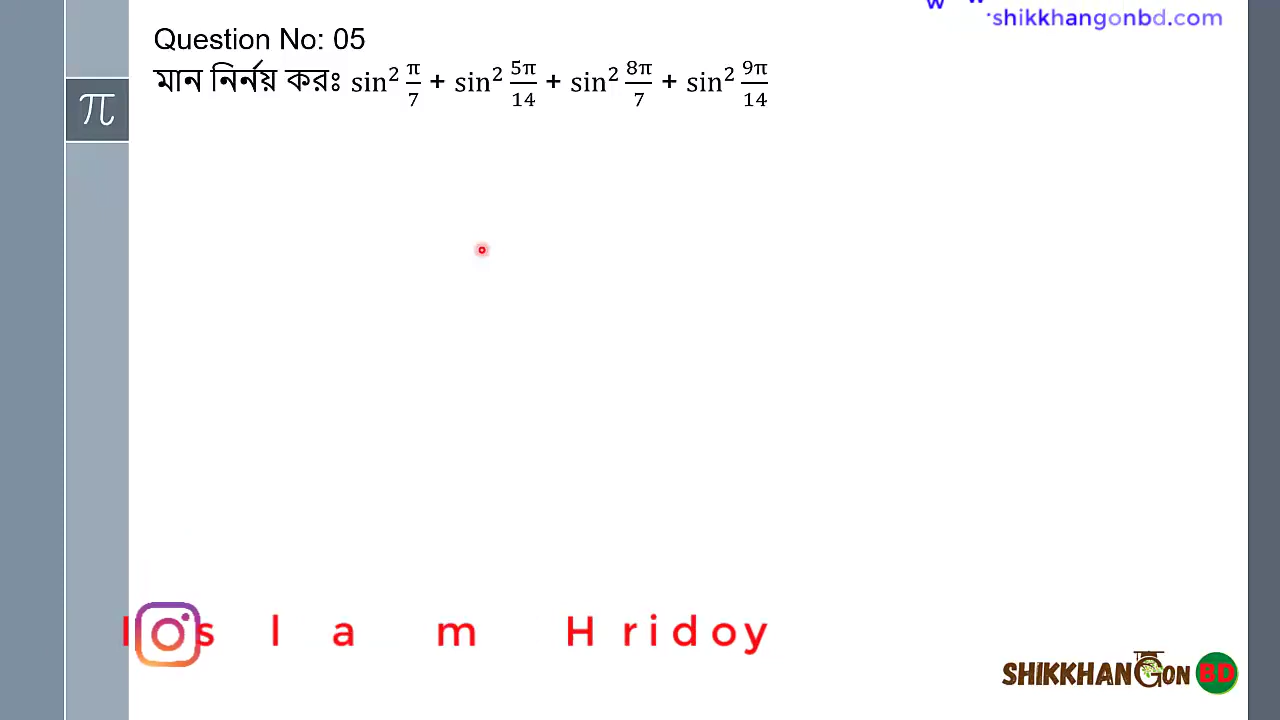 shikkhangonbd.com
Question No: 05
মান নির্নয় করঃ sin² π/7 + sin² 5π/14 + sin² 8π/7 + sin² 9π/14
π
I s l a m H r i d o y
SHIKKHANGON BD